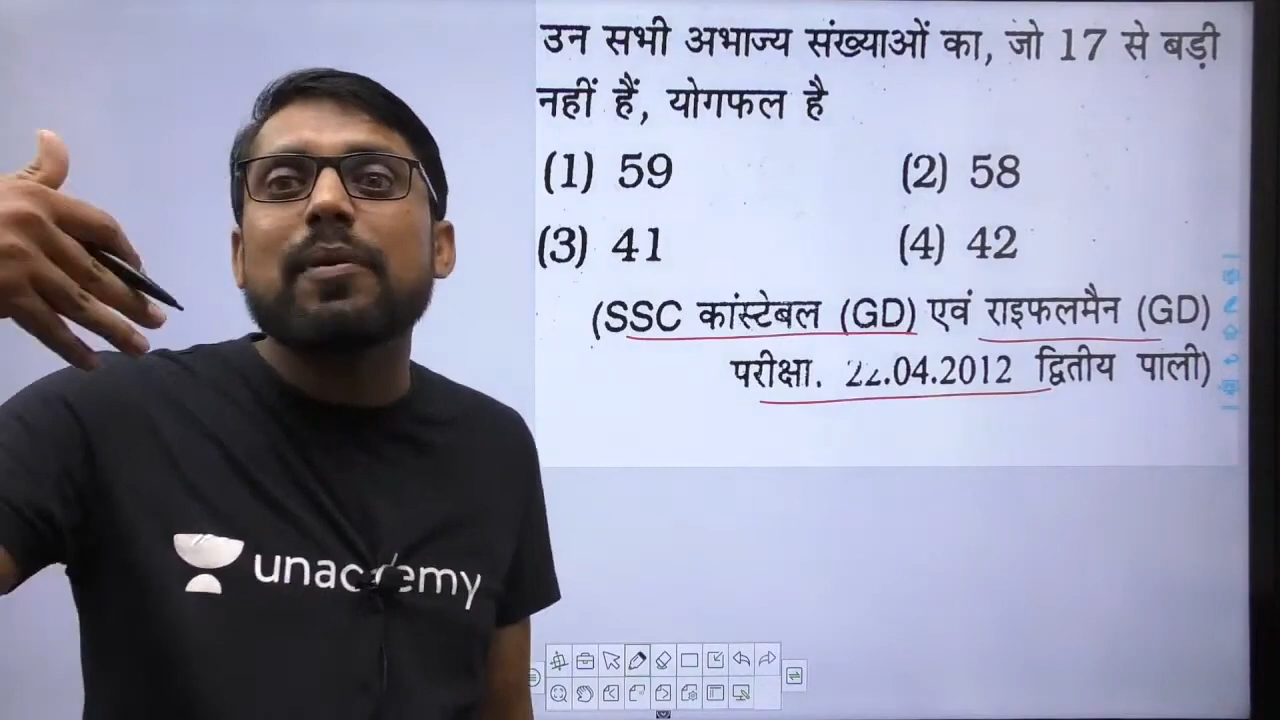 उन सभी अभाज्य संख्याओं का, जो 17 से बड़ी
नहीं हैं, योगफल है
(1) 59 (2) 58
(3) 41 (4) 42
(SSC कांस्टेबल (GD) एवं राइफलमैन (GD)
परीक्षा. 22.04.2012 द्वितीय पाली)
unacademy